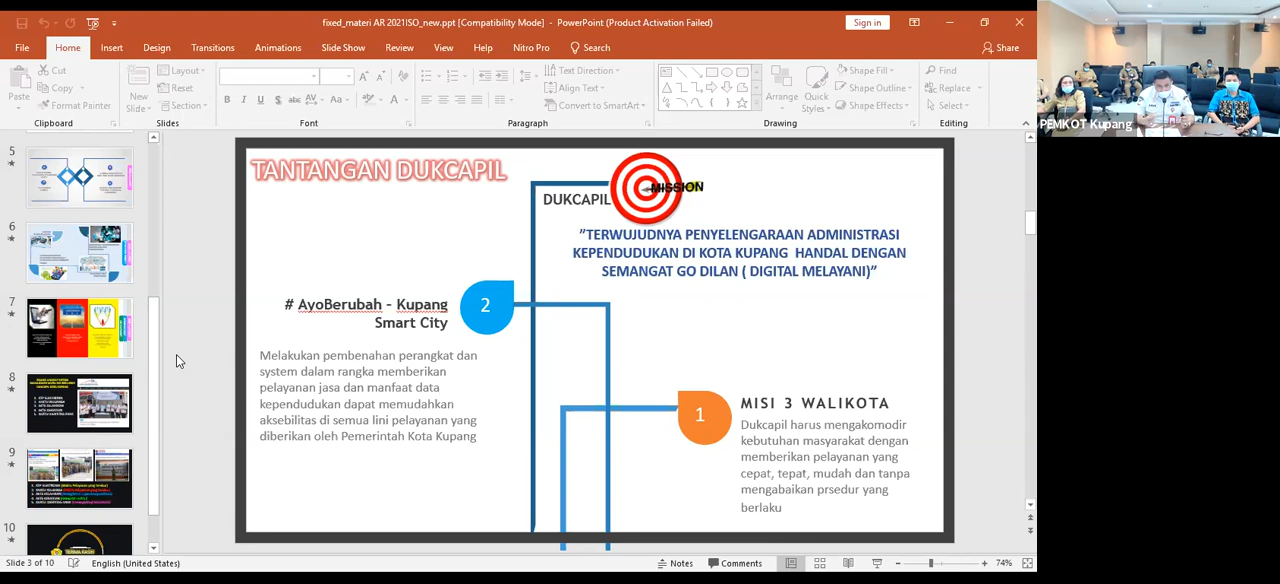 fixed_materi AR 2021ISO_new.ppt [Compatibility Mode] - PowerPoint (Product Activation Failed)
Sign in
File Home Insert Design Transitions Animations Slide Show Review View Help Nitro Pro Search
Share
Paste
Cut
Copy
Format Painter
Clipboard
New Slide
Layout
Reset
Section
Slides
B I U S abc AV Aa A
Font
Text Direction
Align Text
Convert to SmartArt
Paragraph
Arrange
Quick Styles
Shape Fill
Shape Outline
Shape Effects
Drawing
Find
Replace
Select
Editing
PEMKOT Kupang
5
6
7
8
9
10
TANTANGAN DUKCAPIL
MISSION
DUKCAPIL
"TERWUJUDNYA PENYELENGARAAN ADMINISTRASI
KEPENDUDUKAN DI KOTA KUPANG HANDAL DENGAN
SEMANGAT GO DILAN ( DIGITAL MELAYANI)"
# AyoBerubah - Kupang
Smart City
2
Melakukan pembenahan perangkat dan
system dalam rangka memberikan
pelayanan jasa dan manfaat data
kependudukan dapat memudahkan
aksebilitas di semua lini pelayanan yang
diberikan oleh Pemerintah Kota Kupang
1
MISI 3 WALIKOTA
Dukcapil harus mengakomodir
kebutuhan masyarakat dengan
memberikan pelayanan yang
cepat, tepat, mudah dan tanpa
mengabaikan prsedur yang
berlaku
Slide 3 of 10 English (United States) Notes Comments 74%